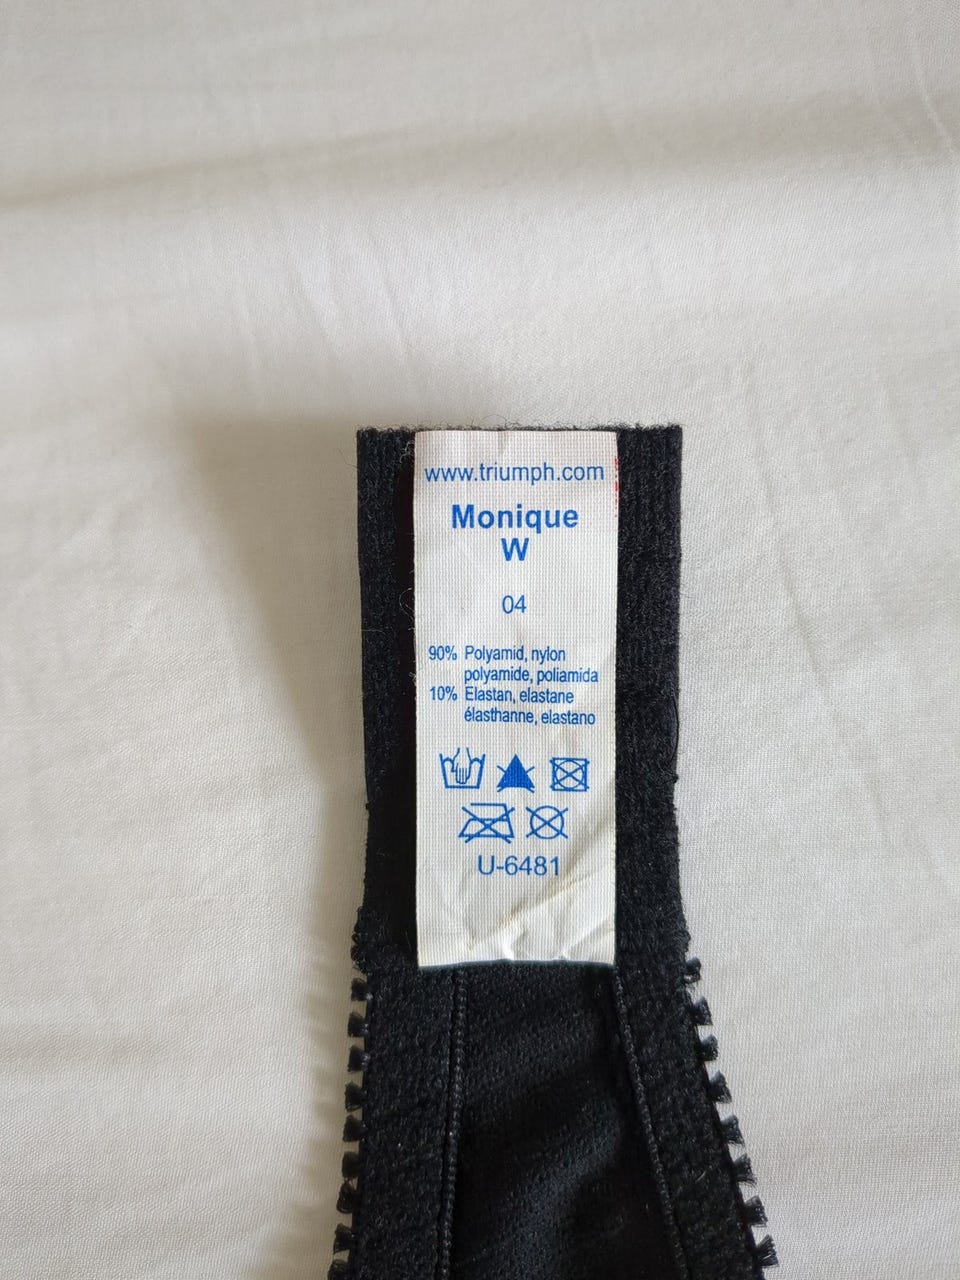 www.triumph.com
Monique
W
04
90% Polyamid, nylon
polyamide, poliamida
10% Elastan, elastane
élasthanne, elastano
U-6481